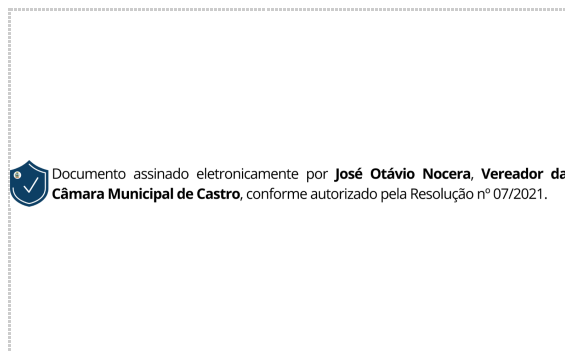 Documento assinado eletronicamente por José Otávio Nocera, Vereador da
Câmara Municipal de Castro, conforme autorizado pela Resolução nº 07/2021.